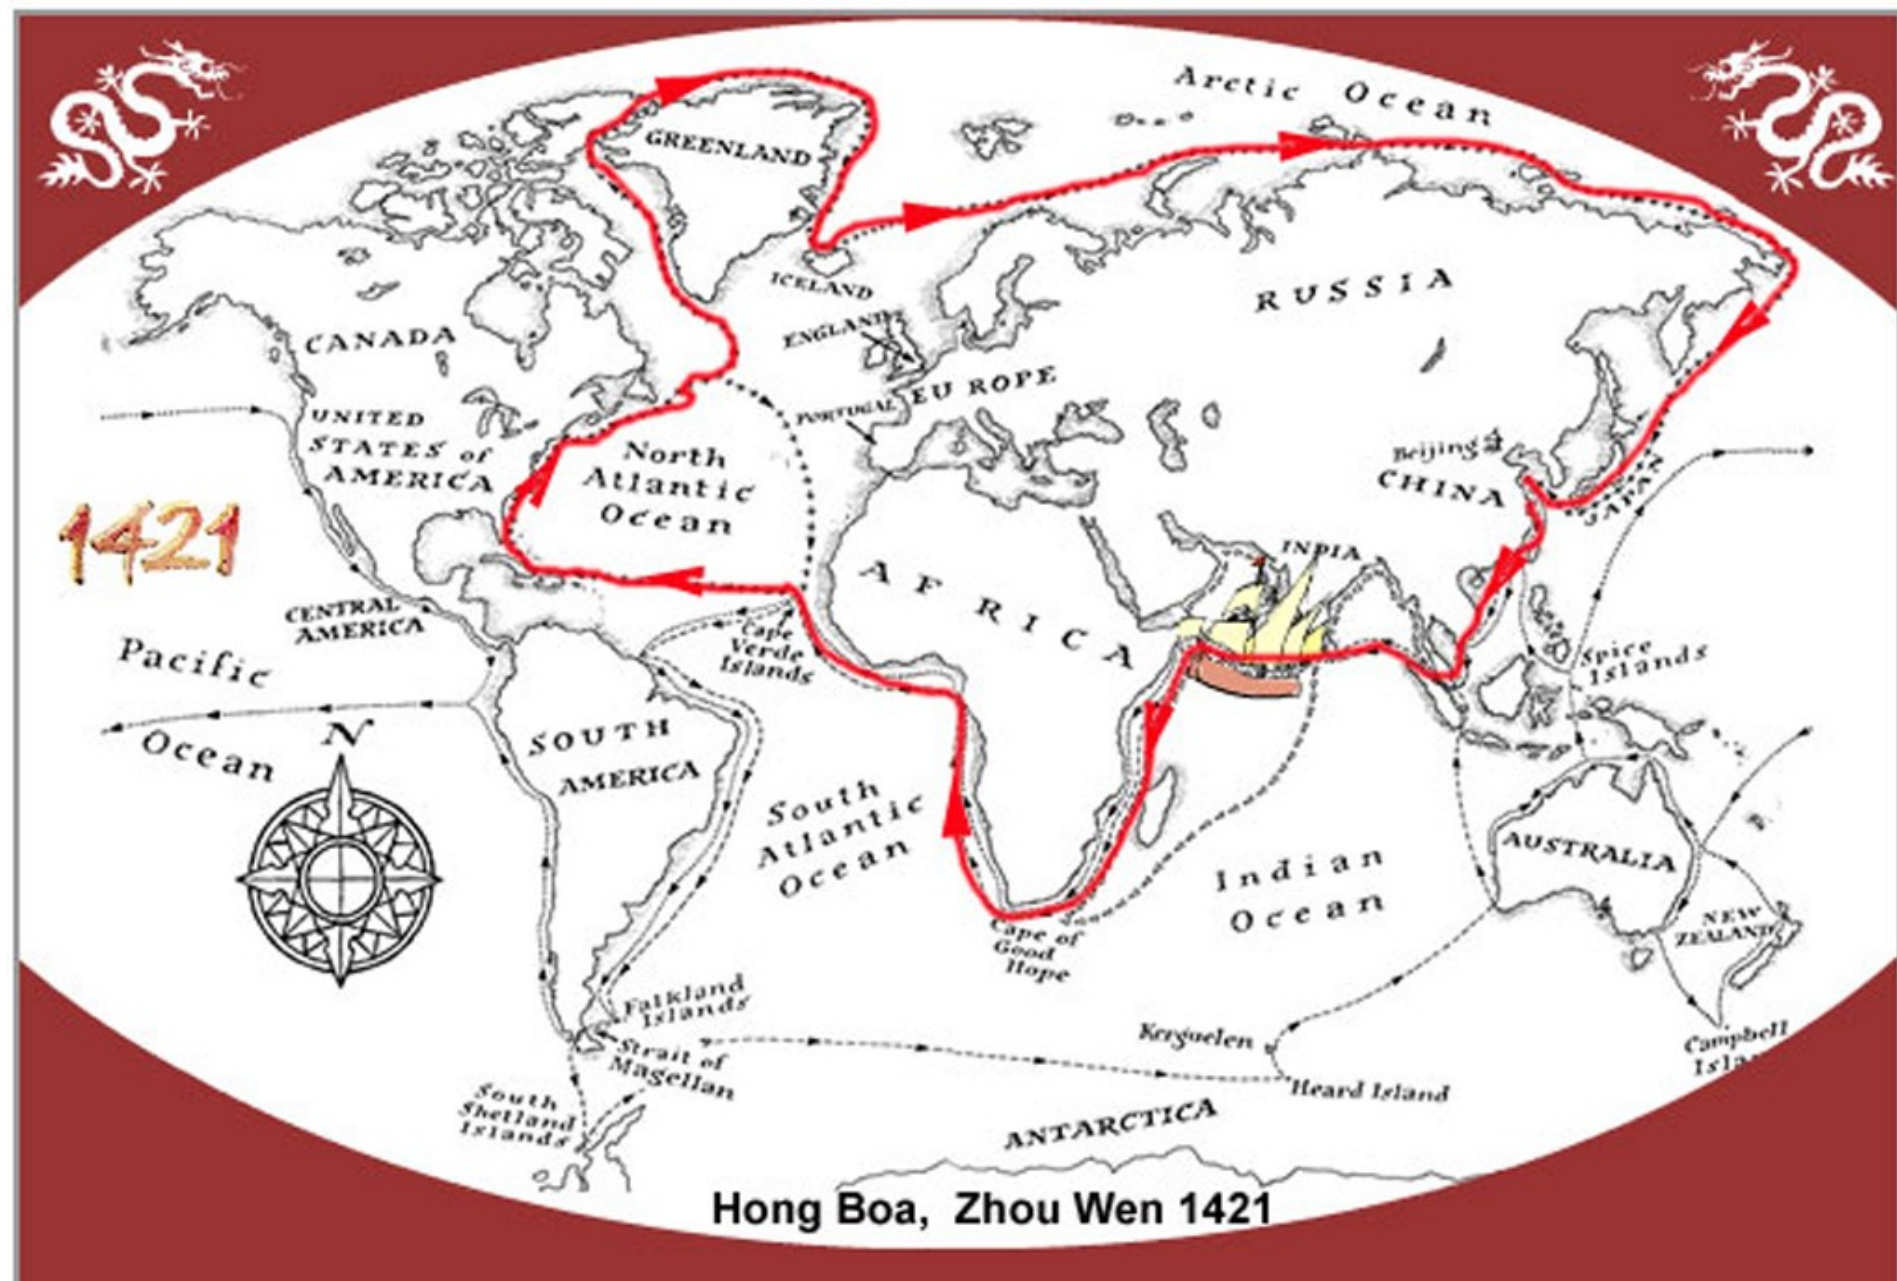 Arctic Ocean
GREENLAND
ICELAND
RUSSIA
ENGLAND
CANADA
EUROPE
PORTUGAL
UNITED
STATES of
AMERICA
North
Atlantic
Ocean
Beijing
CHINA
JAPAN
1421
INDIA
AFRICA
CENTRAL
AMERICA
Pacific
Ocean
Cape
Verde
Islands
Spice
Islands
N
SOUTH
AMERICA
South
Atlantic
Ocean
Indian
Ocean
AUSTRALIA
NEW
ZEALAND
Cape of
Good
Hope
Falkland
Islands
Strait of
Magellan
Kerguelen
Heard Island
Campbell
South
Shetland
Islands
ANTARCTICA
Hong Boa, Zhou Wen 1421